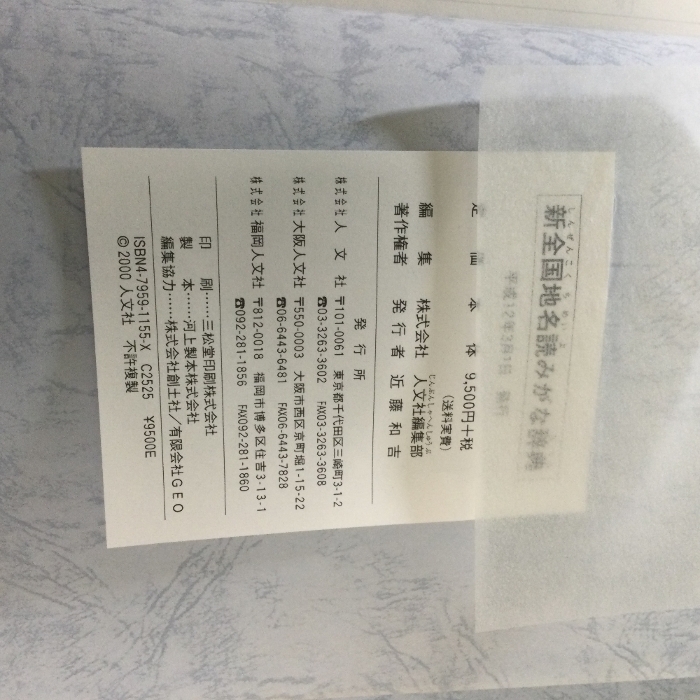 しんぜんこくちめいよ
新全国地名読みがな辞典
平成12年3月1日 発行
定価 本体 9,500円+税
(送料実費)
じんぶんしゃへんしゅうぶ
編集 株式会社 人文社編集部
著作権者 発行者 近藤和吉
発行所
株式会社 人文社 〒101-0061 東京都千代田区三崎町3-1-2
☎03-3263-3602 FAX03-3263-3608
株式会社 大阪人文社 〒550-0003 大阪市西区京町堀1-15-22
☎06-6443-6481 FAX06-6443-7828
株式会社 福岡人文社 〒812-0018 福岡市博多区住吉3-13-1
☎092-281-1856 FAX092-281-1860
印刷……三松堂印刷株式会社
製本……河上製本株式会社
編集協力……株式会社創土社/有限会社GEO
ISBN4-7959-1155-X C2525 ¥9500E
© 2000 人文社 不許複製